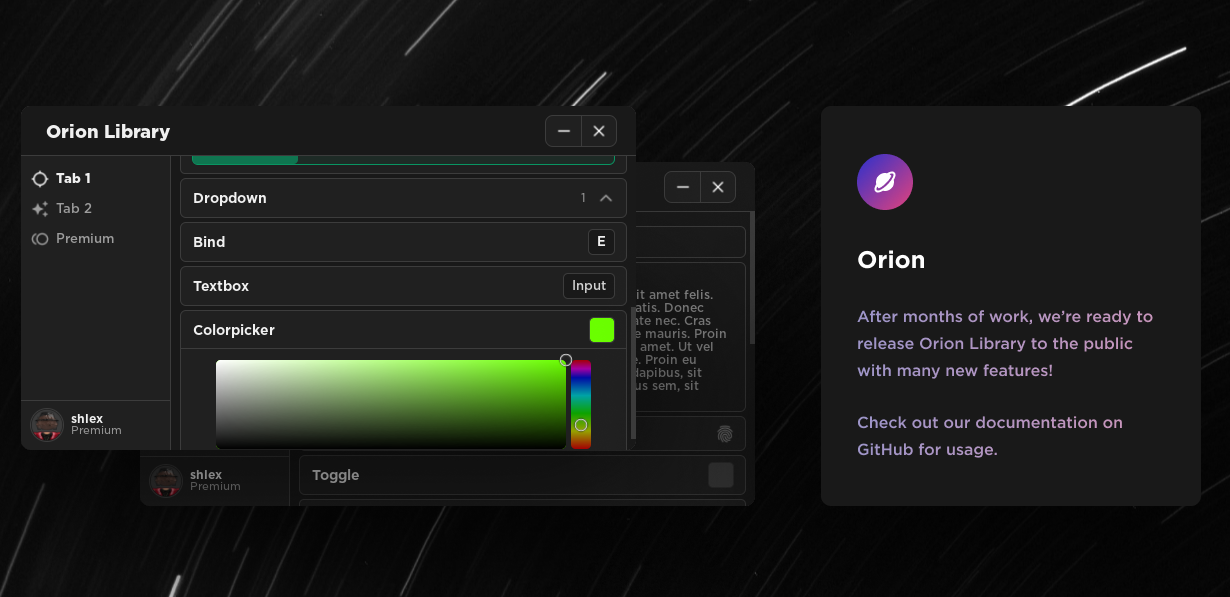 Orion Library
Tab 1
Tab 2
Premium
shlex
Premium
Dropdown
1
Bind
E
Textbox
Input
Colorpicker
it amet felis.
atis. Donec
ate nec. Cras
e mauris. Proin
amet. Ut vel
e. Proin eu
dapibus, sit
us sem, sit
shlex
Premium
Toggle
Orion
After months of work, we’re ready to
release Orion Library to the public
with many new features!
Check out our documentation on
GitHub for usage.